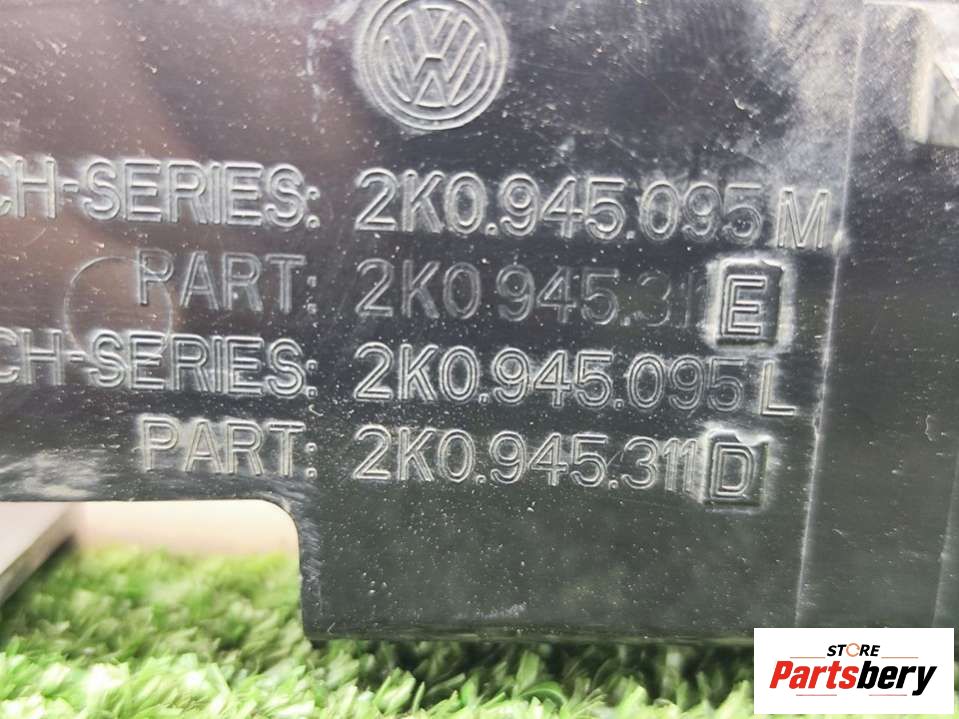 CH-SERIES: 2K0.945.095 M
PART: 2K0.945.311 E
CH-SERIES: 2K0.945.095 L
PART: 2K0.945.311 D
STORE
Partsbery